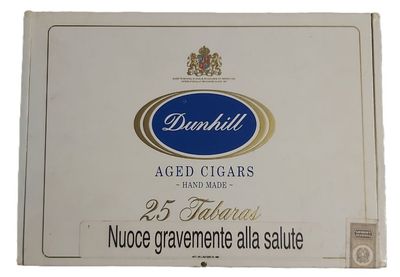 Dunhill
AGED CIGARS
~ HAND MADE ~
25 Tabaras
Nuoce gravemente alla salute